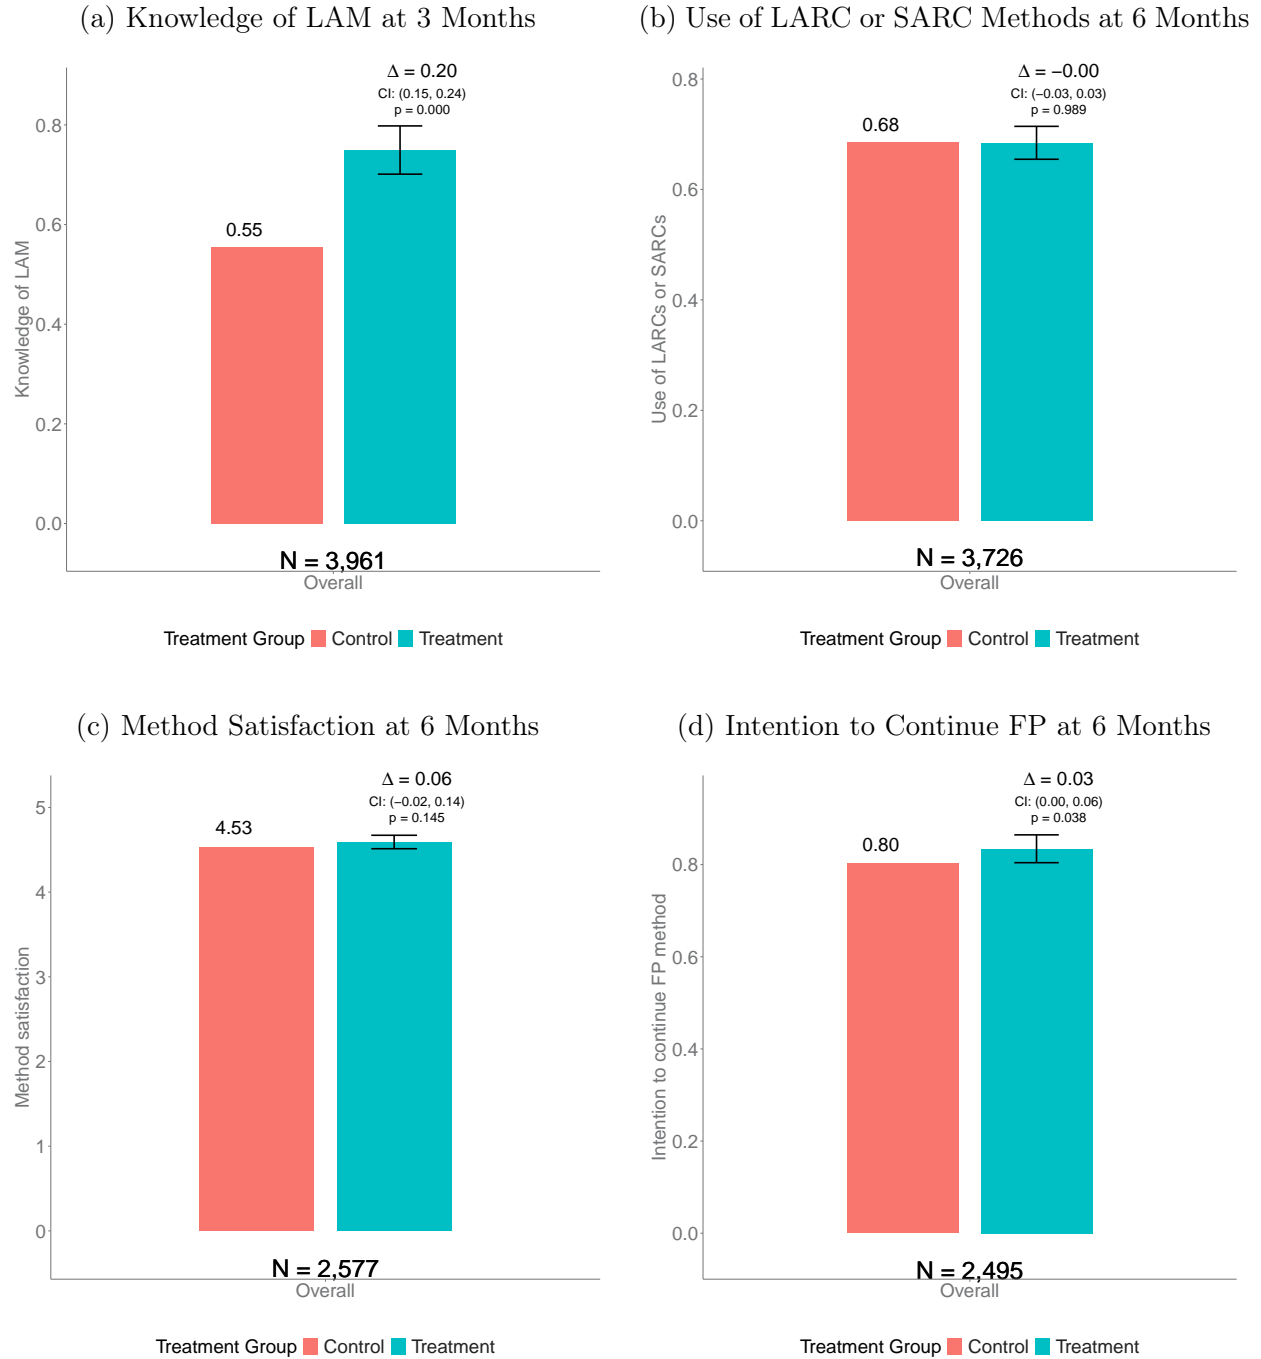 (a) Knowledge of LAM at 3 Months
Δ = 0.20
CI: (0.15, 0.24)
p = 0.000
0.8
0.6
0.4
0.2
0.0
Knowledge of LAM
0.55
N = 3,961
Overall
Treatment Group Control Treatment
(b) Use of LARC or SARC Methods at 6 Months
Δ = −0.00
CI: (−0.03, 0.03)
p = 0.989
0.8
0.6
0.4
0.2
0.0
Use of LARCs or SARCs
0.68
N = 3,726
Overall
Treatment Group Control Treatment
(c) Method Satisfaction at 6 Months
Δ = 0.06
CI: (−0.02, 0.14)
p = 0.145
5
4
3
2
1
0
Method satisfaction
4.53
N = 2,577
Overall
Treatment Group Control Treatment
(d) Intention to Continue FP at 6 Months
Δ = 0.03
CI: (0.00, 0.06)
p = 0.038
0.8
0.6
0.4
0.2
0.0
Intention to continue FP method
0.80
N = 2,495
Overall
Treatment Group Control Treatment